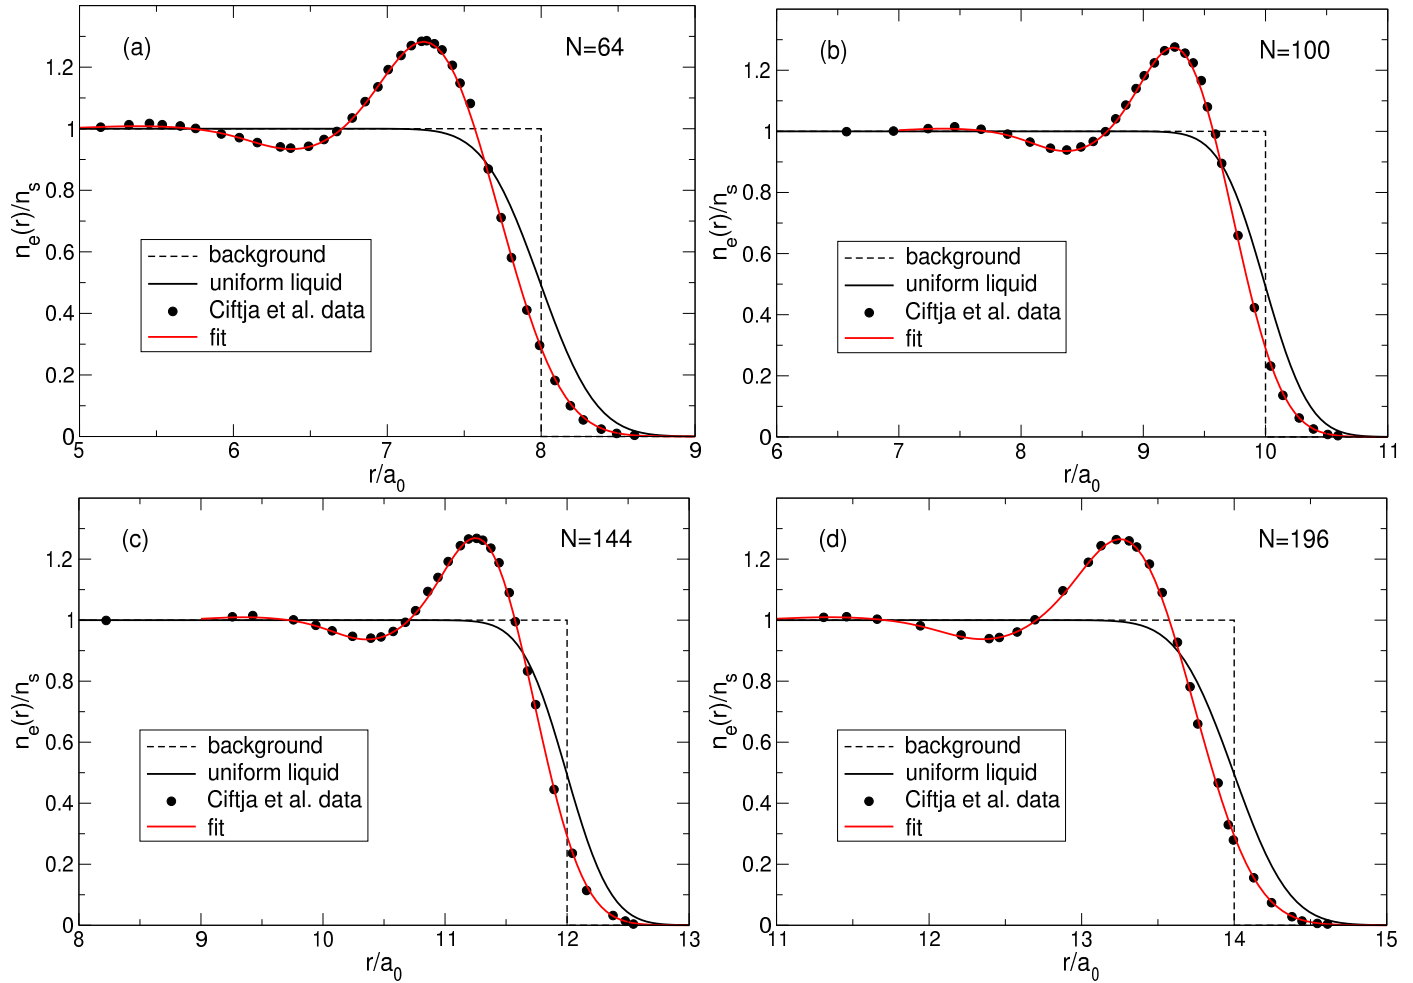 (a)
N=64
1.2
1
0.8
0.6
0.4
0.2
0
n_e(r)/n_s
background
uniform liquid
Ciftja et al. data
fit
5 6 7 8 9
r/a_0
(b)
N=100
1.2
1
0.8
0.6
0.4
0.2
0
n_e(r)/n_s
background
uniform liquid
Ciftja et al. data
fit
6 7 8 9 10 11
r/a_0
(c)
N=144
1.2
1
0.8
0.6
0.4
0.2
0
n_e(r)/n_s
background
uniform liquid
Ciftja et al. data
fit
8 9 10 11 12 13
r/a_0
(d)
N=196
1.2
1
0.8
0.6
0.4
0.2
0
n_e(r)/n_s
background
uniform liquid
Ciftja et al. data
fit
11 12 13 14 15
r/a_0